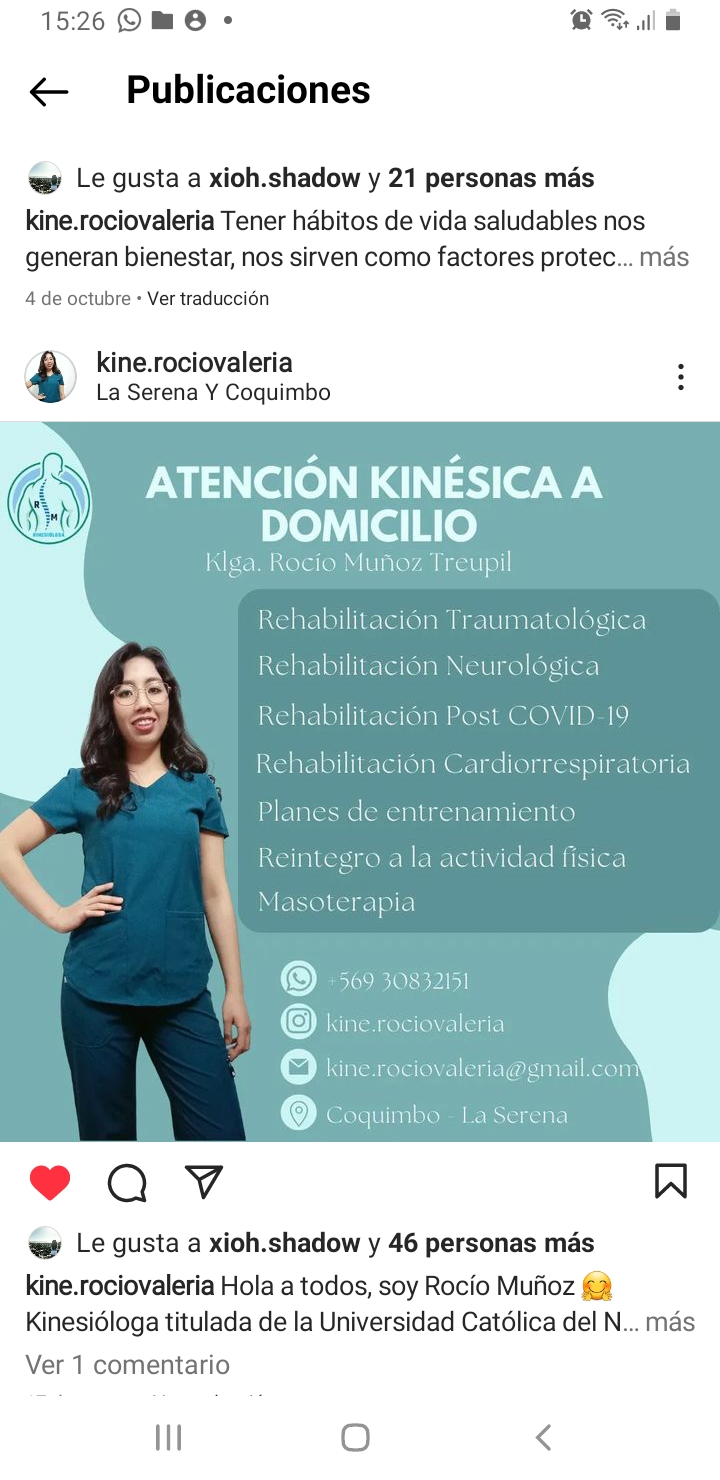 15:26
Publicaciones
Le gusta a xioh.shadow y 21 personas más
kine.rociovaleria Tener hábitos de vida saludables nos
generan bienestar, nos sirven como factores protec... más
4 de octubre • Ver traducción
kine.rociovaleria
La Serena Y Coquimbo
ATENCIÓN KINÉSICA A
DOMICILIO
Klga. Rocío Muñoz Treupil
R
M
KINESIÓLOGA
Rehabilitación Traumatológica
Rehabilitación Neurológica
Rehabilitación Post COVID-19
Rehabilitación Cardiorrespiratoria
Planes de entrenamiento
Reintegro a la actividad física
Masoterapia
+569 30832151
kine.rociovaleria
kine.rociovaleria@gmail.com
Coquimbo - La Serena
Le gusta a xioh.shadow y 46 personas más
kine.rociovaleria Hola a todos, soy Rocío Muñoz 🤗
Kinesióloga titulada de la Universidad Católica del N... más
Ver 1 comentario